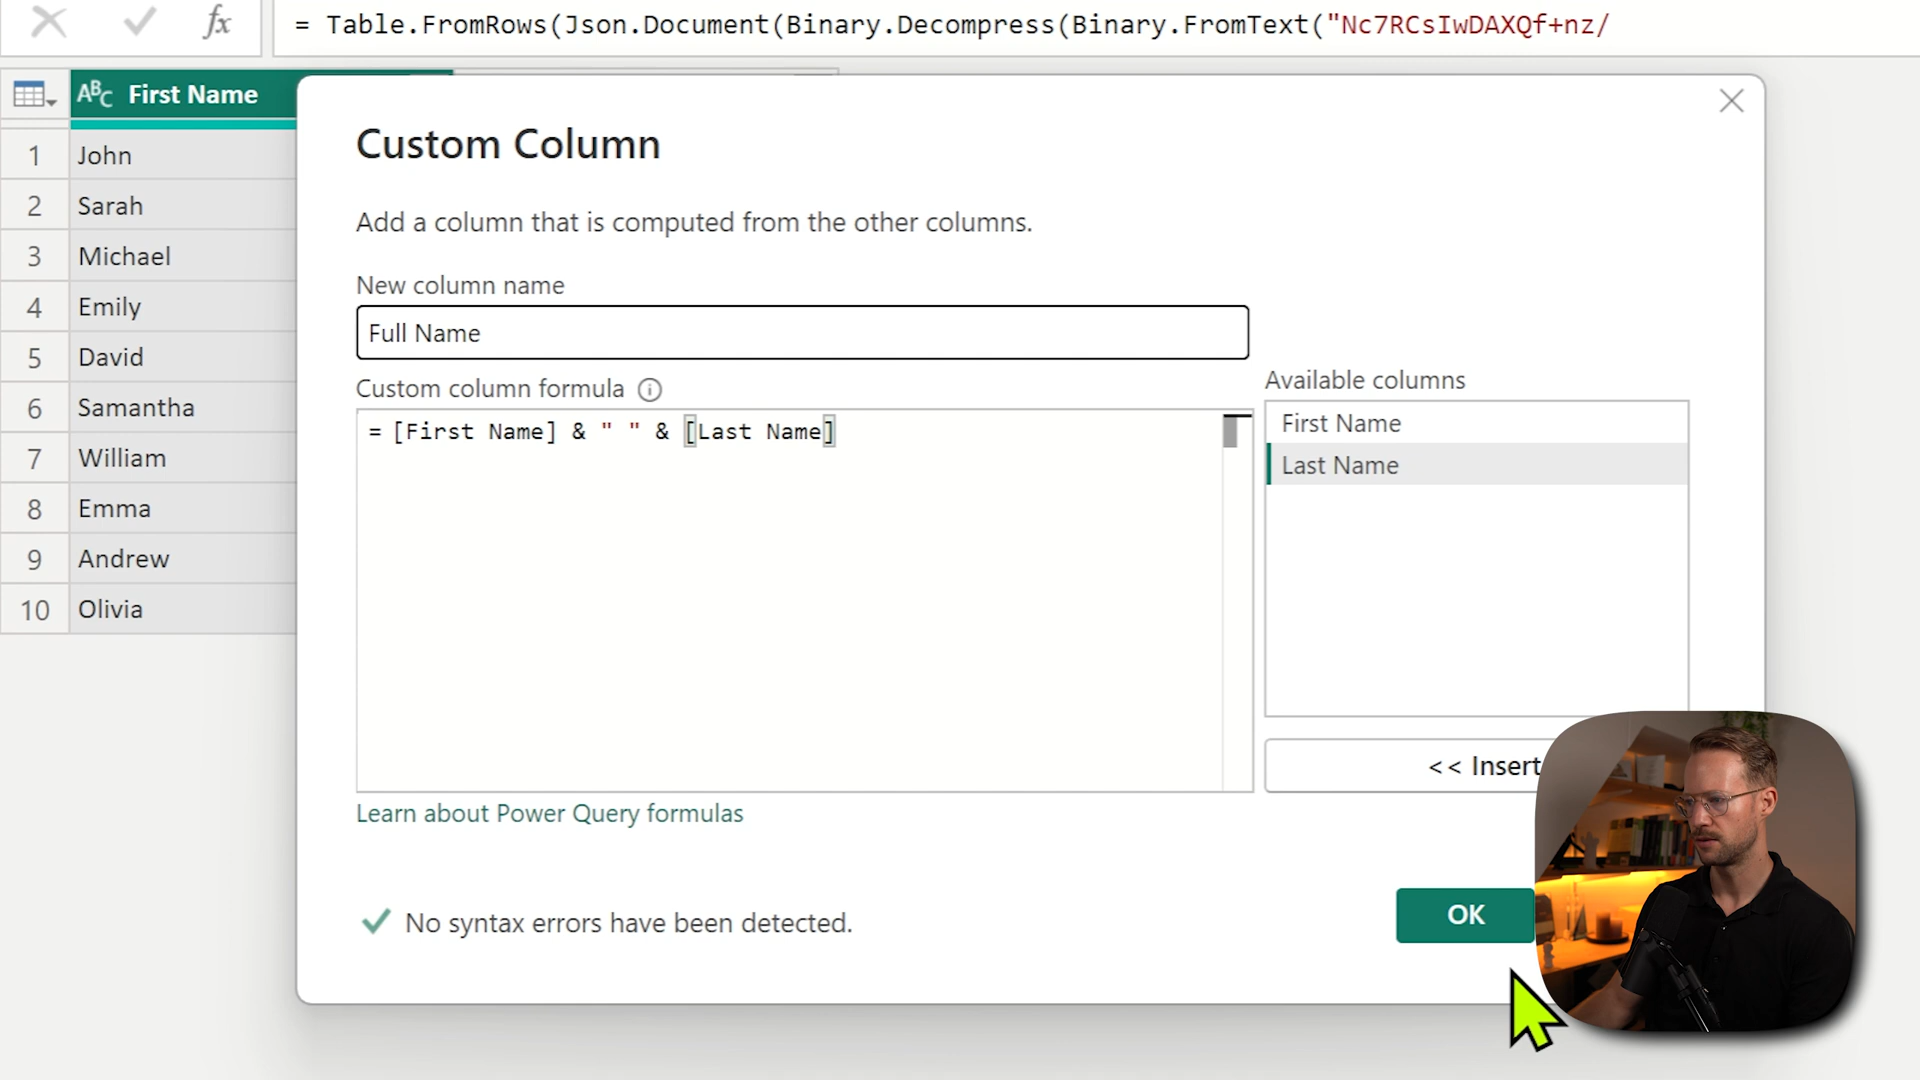 fx = Table.FromRows(Json.Document(Binary.Decompress(Binary.FromText("Nc7RCsIwDAXQf+nz/
ABC First Name
1 John
2 Sarah
3 Michael
4 Emily
5 David
6 Samantha
7 William
8 Emma
9 Andrew
10 Olivia
Custom Column
Add a column that is computed from the other columns.
New column name
Full Name
Custom column formula
= [First Name] & " " & [Last Name]
Available columns
First Name
Last Name
<< Insert
Learn about Power Query formulas
No syntax errors have been detected.
OK